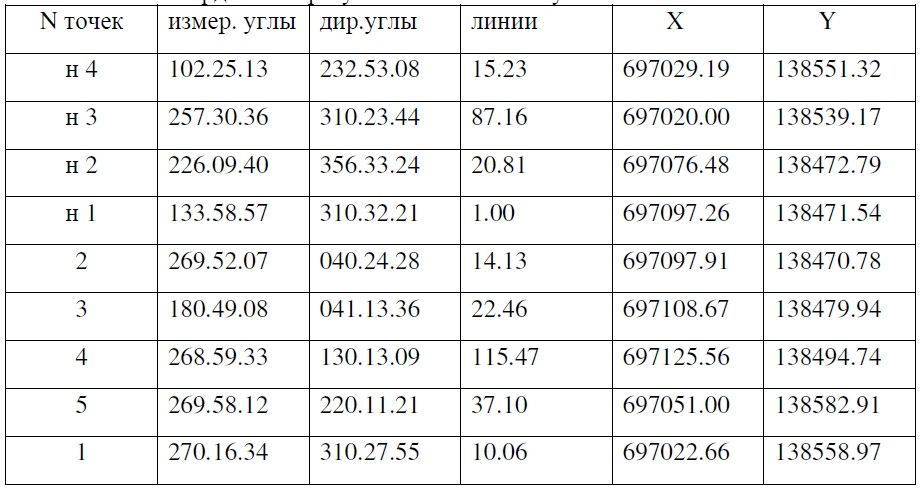 N точек измер. углы дир.углы линии X Y
н 4 102.25.13 232.53.08 15.23 697029.19 138551.32
н 3 257.30.36 310.23.44 87.16 697020.00 138539.17
н 2 226.09.40 356.33.24 20.81 697076.48 138472.79
н 1 133.58.57 310.32.21 1.00 697097.26 138471.54
2 269.52.07 040.24.28 14.13 697097.91 138470.78
3 180.49.08 041.13.36 22.46 697108.67 138479.94
4 268.59.33 130.13.09 115.47 697125.56 138494.74
5 269.58.12 220.11.21 37.10 697051.00 138582.91
1 270.16.34 310.27.55 10.06 697022.66 138558.97